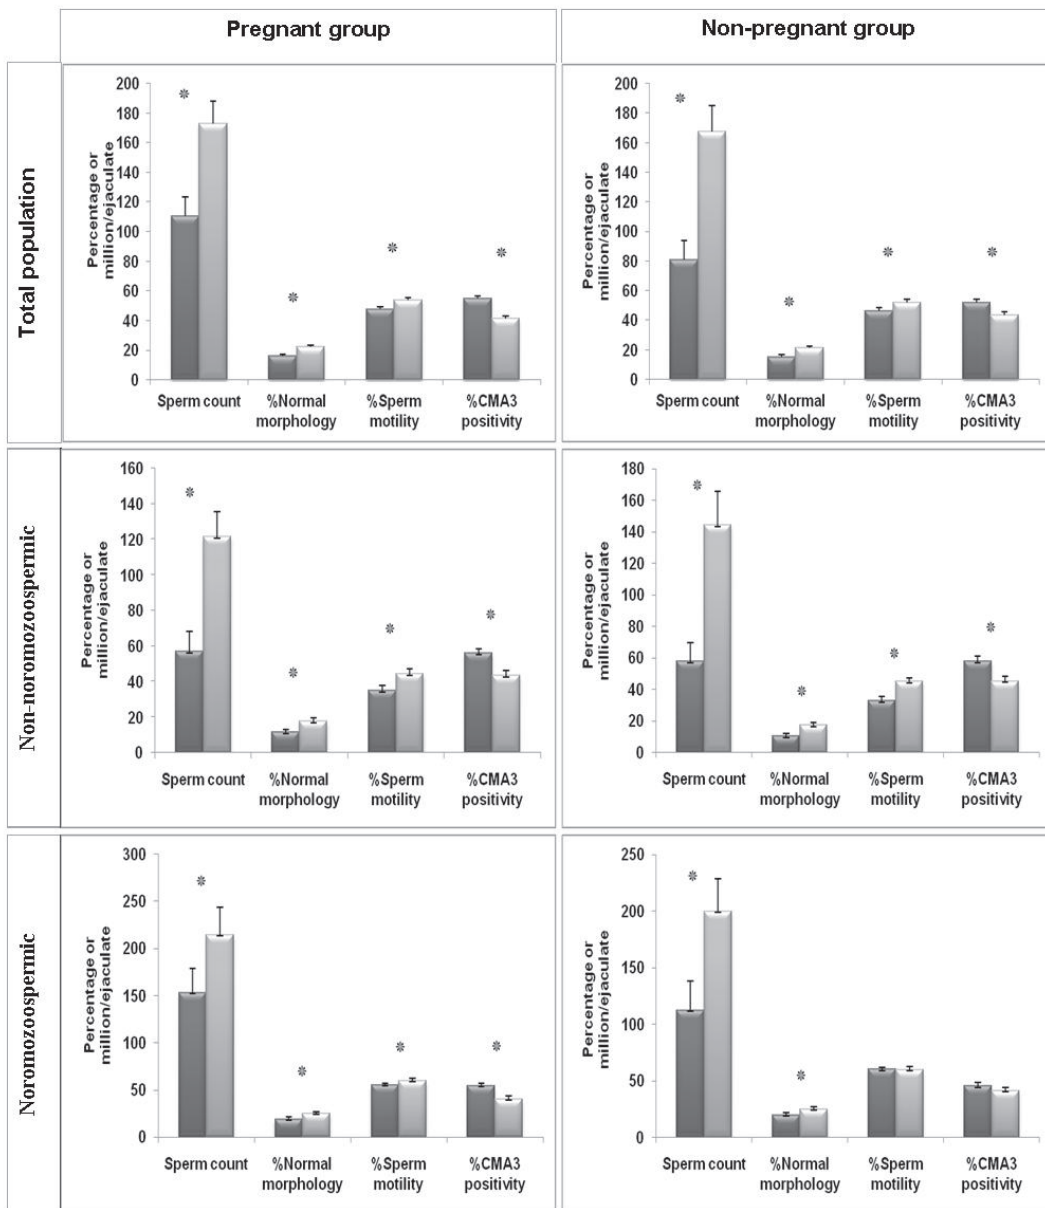 Pregnant group
Non-pregnant group
Total population
Percentage or
million/ejaculate
200
180
160
140
120
100
80
60
40
20
0
*
*
*
*
Sperm count
%Normal
morphology
%Sperm
motility
%CMA3
positivity
Percentage or
million/ejaculate
200
180
160
140
120
100
80
60
40
20
0
*
*
*
*
Sperm count
%Normal
morphology
%Sperm
motility
%CMA3
positivity
Non-noromozoospermic
Percentage or
million/ejaculate
160
140
120
100
80
60
40
20
0
*
*
*
*
Sperm count
%Normal
morphology
%Sperm
motility
%CMA3
positivity
Percentage or
million/ejaculate
180
160
140
120
100
80
60
40
20
0
*
*
*
*
Sperm count
%Normal
morphology
%Sperm
motility
%CMA3
positivity
Noromozoospermic
Percentage or
million/ejaculate
300
250
200
150
100
50
0
*
*
*
*
Sperm count
%Normal
morphology
%Sperm
motility
%CMA3
positivity
Percentage or
million/ejaculate
250
200
150
100
50
0
*
*
Sperm count
%Normal
morphology
%Sperm
motility
%CMA3
positivity